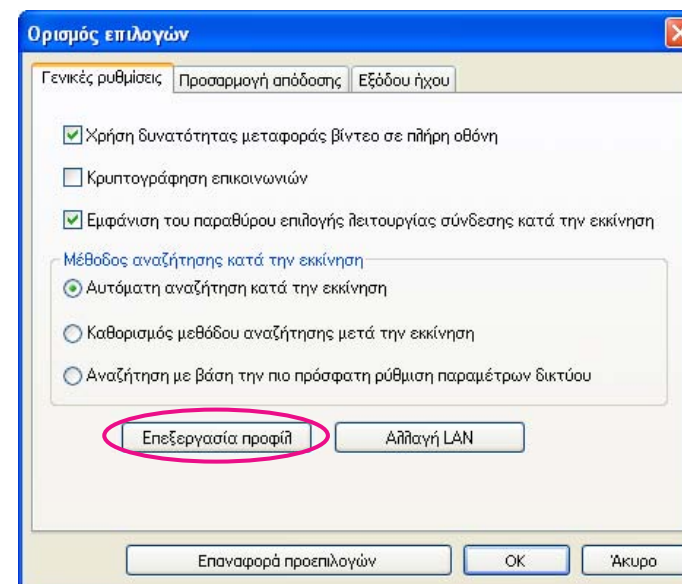 Ορισμός επιλογών
Γενικές ρυθμίσεις Προσαρμογή απόδοσης Εξόδου ήχου
Χρήση δυνατότητας μεταφοράς βίντεο σε πλήρη οθόνη
Κρυπτογράφηση επικοινωνιών
Εμφάνιση του παραθύρου επιλογής λειτουργίας σύνδεσης κατά την εκκίνηση
Μέθοδος αναζήτησης κατά την εκκίνηση
Αυτόματη αναζήτηση κατά την εκκίνηση
Καθορισμός μεθόδου αναζήτησης μετά την εκκίνηση
Αναζήτηση με βάση την πιο πρόσφατη ρύθμιση παραμέτρων δικτύου
Επεξεργασία προφίλ Αλλαγή LAN
Επαναφορά προεπιλογών OK Άκυρο